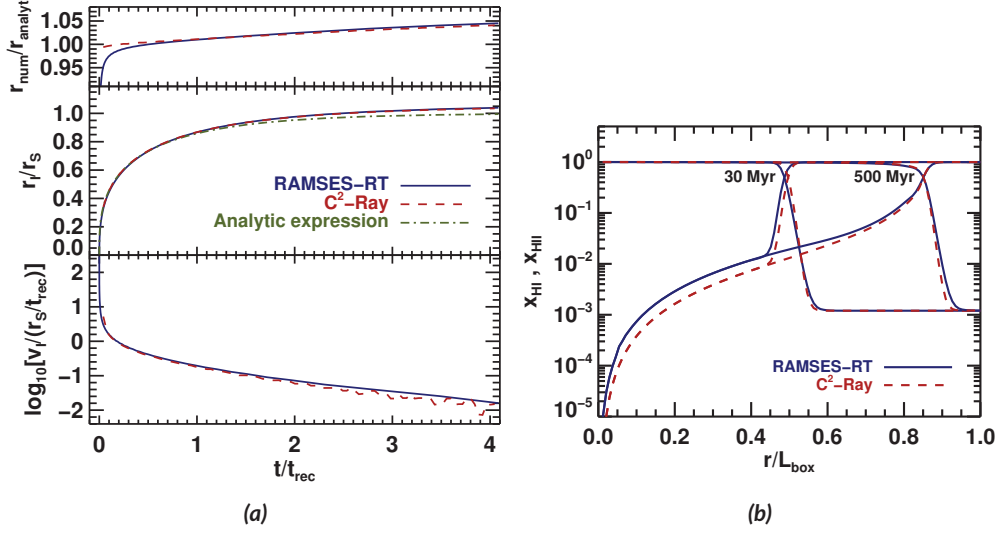 r_num/r_analyt
1.05
1.00
0.95
r_I/r_S
1.0
0.8
0.6
0.4
0.2
0.0
RAMSES-RT
C²-Ray
Analytic expression
log₁₀[v_I/(r_S/t_rec)]
2
1
0
-1
-2
0 1 2 3 4
t/t_rec
(a)
x_HI , x_HII
10⁰
10⁻¹
10⁻²
10⁻³
10⁻⁴
10⁻⁵
30 Myr 500 Myr
RAMSES-RT
C²-Ray
0.0 0.2 0.4 0.6 0.8 1.0
r/L_box
(b)